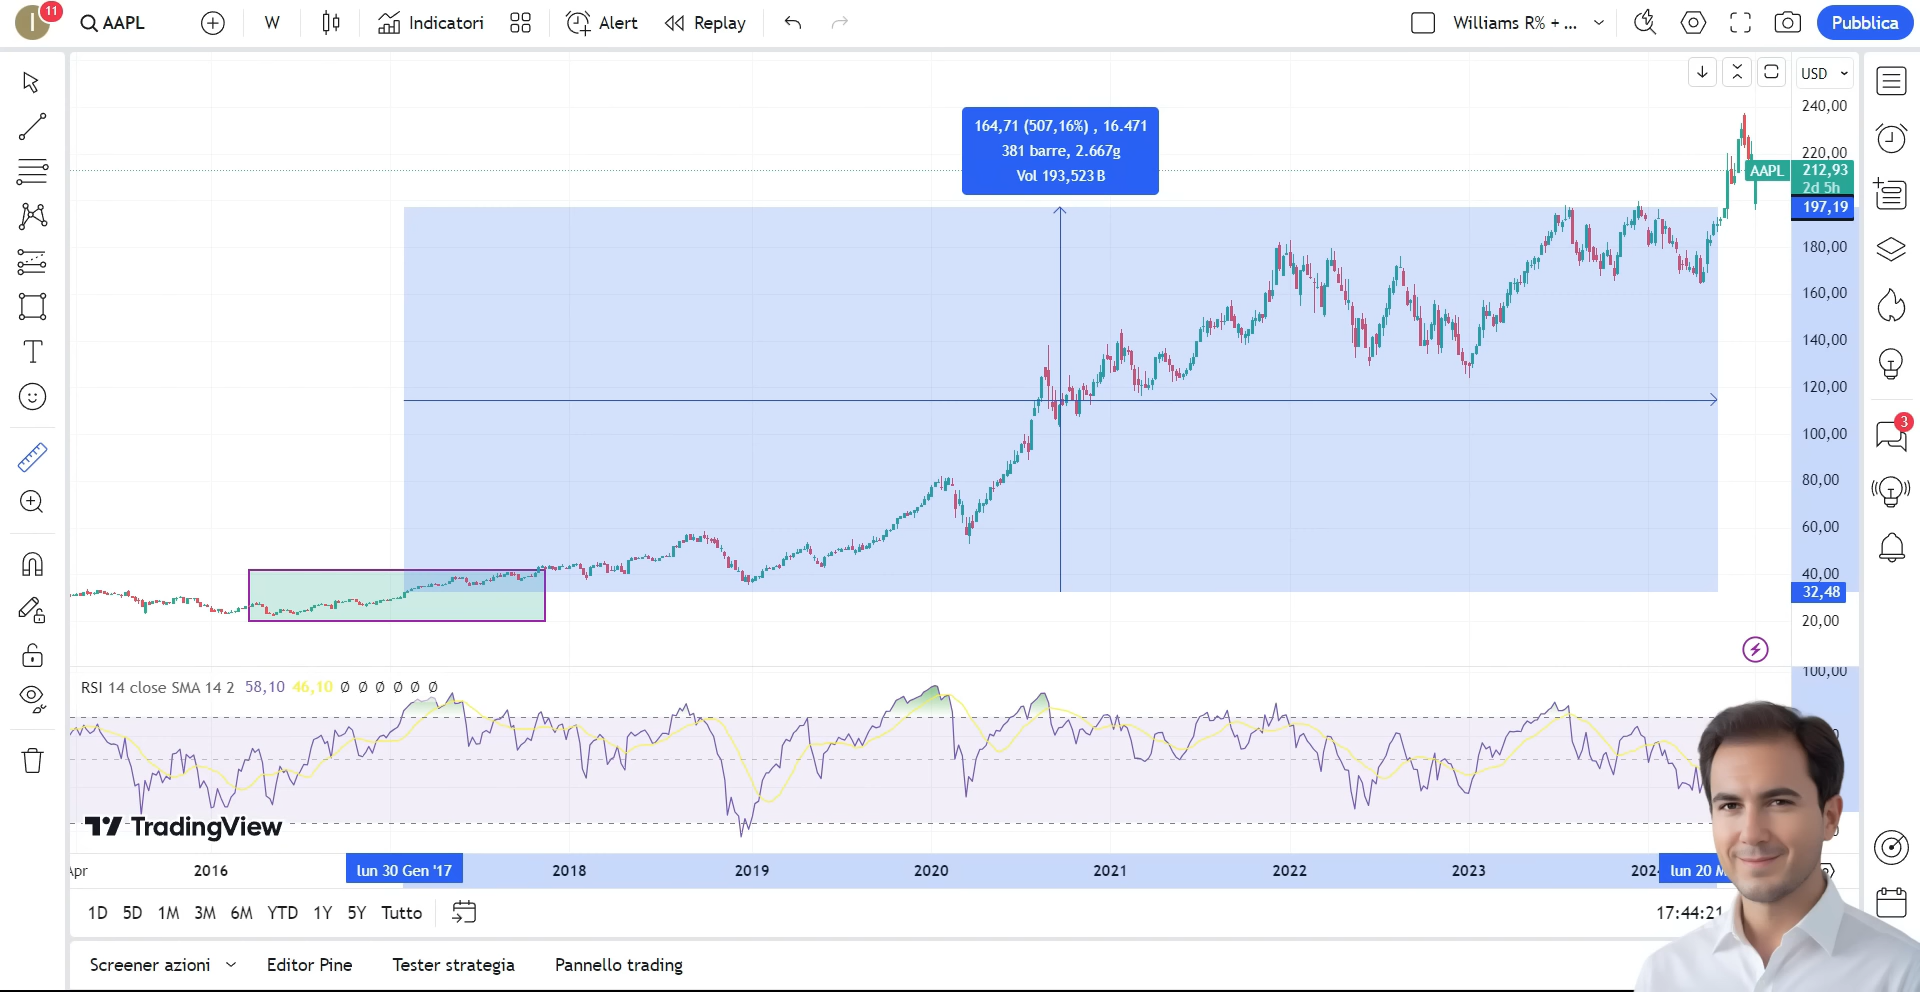 I
11
AAPL
W
Indicatori
Alert
Replay
Williams R% + ...
Pubblica
USD
240,00
220,00
AAPL 212,93
2d 5h
197,19
180,00
160,00
140,00
120,00
100,00
80,00
60,00
40,00
32,48
20,00
164,71 (507,16%) , 16.471
381 barre, 2.667g
Vol 193,523 B
T
3
RSI 14 close SMA 14 2 58,10 46,10 Ø Ø Ø Ø Ø Ø
100,00
TradingView
Apr 2016 lun 30 Gen '17 2018 2019 2020 2021 2022 2023 lun 20
1D 5D 1M 3M 6M YTD 1Y 5Y Tutto
17:44:21
Screener azioni Editor Pine Tester strategia Pannello trading